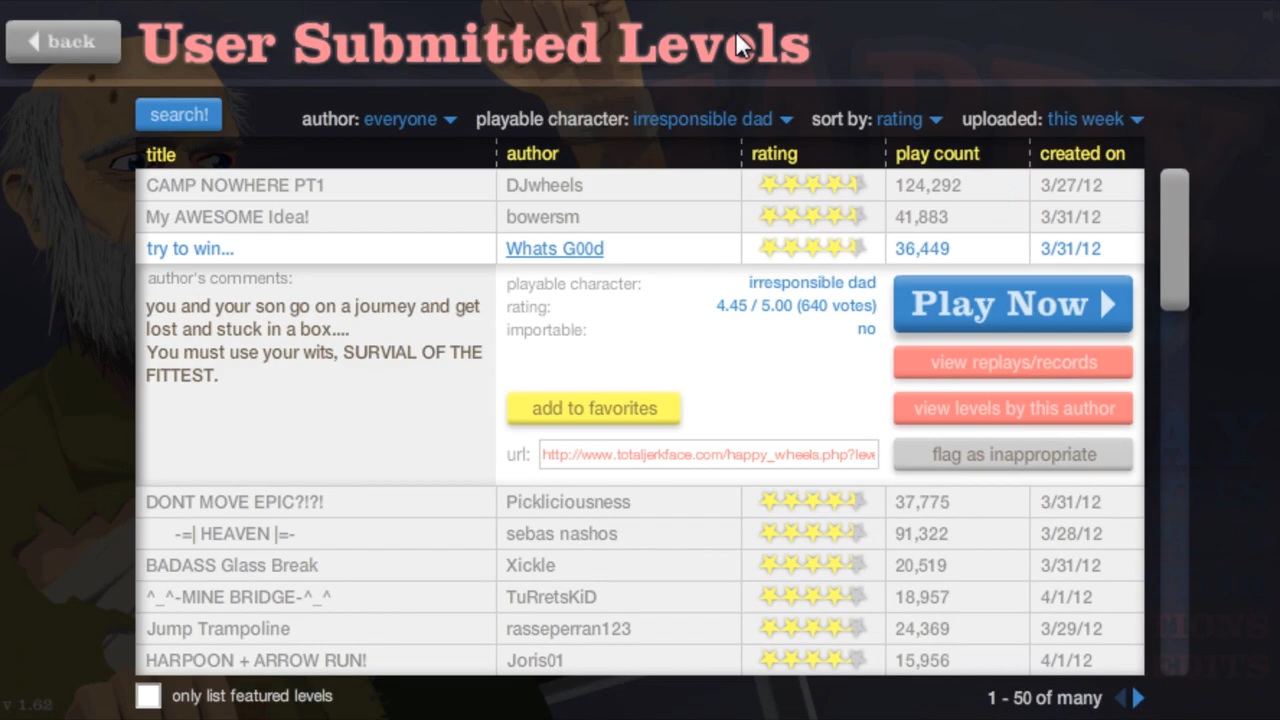 back
User Submitted Levels
search!
author: everyone playable character: irresponsible dad sort by: rating uploaded: this week
title author rating play count created on
CAMP NOWHERE PT1 DJwheels 124,292 3/27/12
My AWESOME Idea! bowersm 41,883 3/31/12
try to win... Whats G00d 36,449 3/31/12
author's comments:
you and your son go on a journey and get
lost and stuck in a box....
You must use your wits, SURVIAL OF THE
FITTEST.
playable character: irresponsible dad
rating: 4.45 / 5.00 (640 votes)
importable: no
add to favorites
url: http://www.totaljerkface.com/happy_wheels.php?leve
Play Now
view replays/records
view levels by this author
flag as inappropriate
DONT MOVE EPIC?!?! Pickliciousness 37,775 3/31/12
-=| HEAVEN |=- sebas nashos 91,322 3/28/12
BADASS Glass Break Xickle 20,519 3/31/12
^_^-MINE BRIDGE-^_^ TuRretsKiD 18,957 4/1/12
Jump Trampoline rasseperran123 24,369 3/29/12
HARPOON + ARROW RUN! Joris01 15,956 4/1/12
only list featured levels
1 - 50 of many
v 1.62